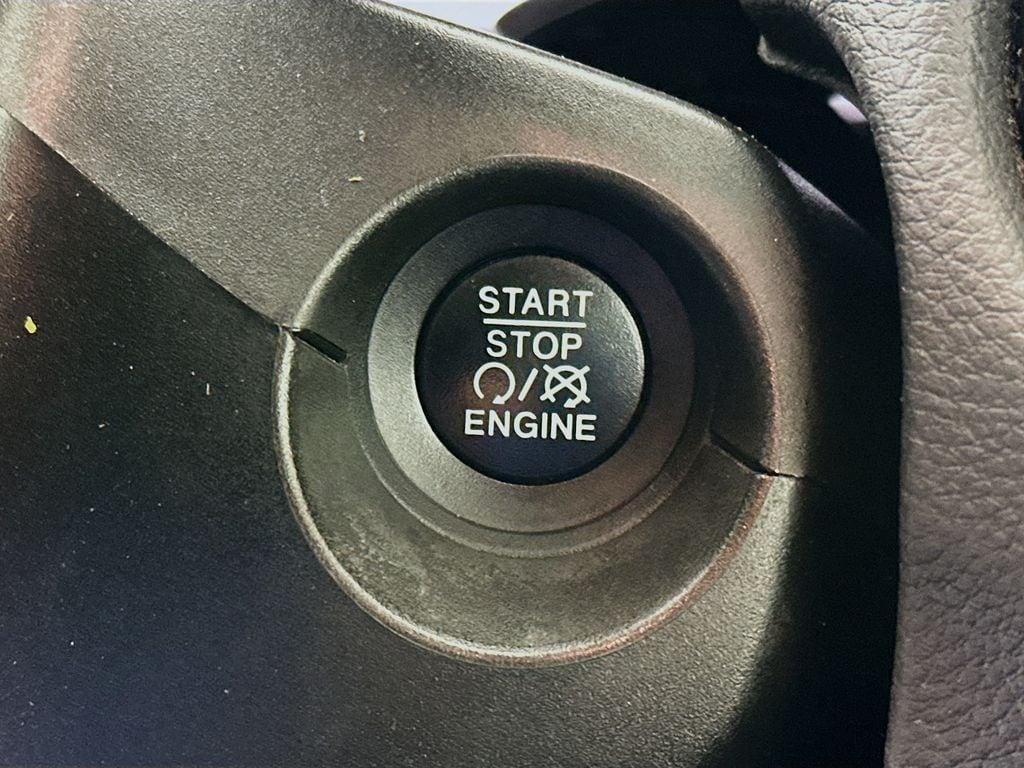 START
STOP
/
ENGINE